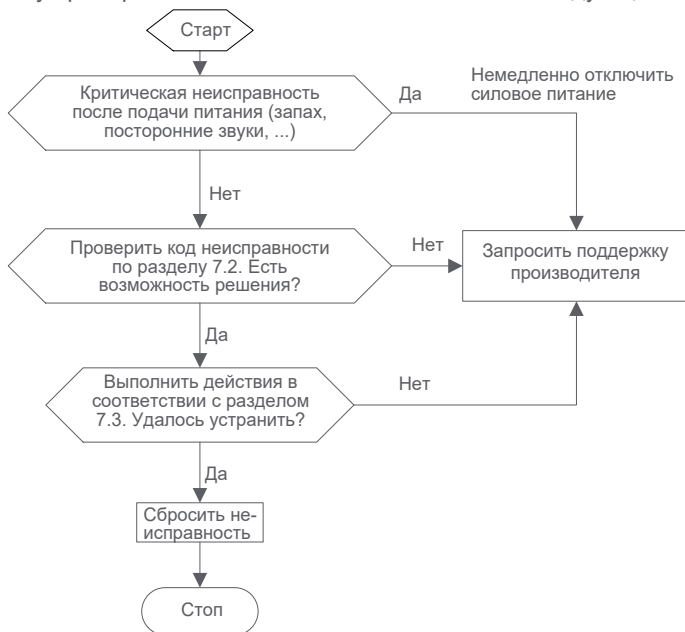 Старт
Критическая неисправность
после подачи питания (запах,
посторонние звуки, ...)
Да
Немедленно отключить
силовое питание
Нет
Проверить код неисправности
по разделу 7.2. Есть
возможность решения?
Нет
Запросить поддержку
производителя
Да
Выполнить действия в
соответствии с разделом
7.3. Удалось устранить?
Нет
Да
Сбросить не-
исправность
Стоп